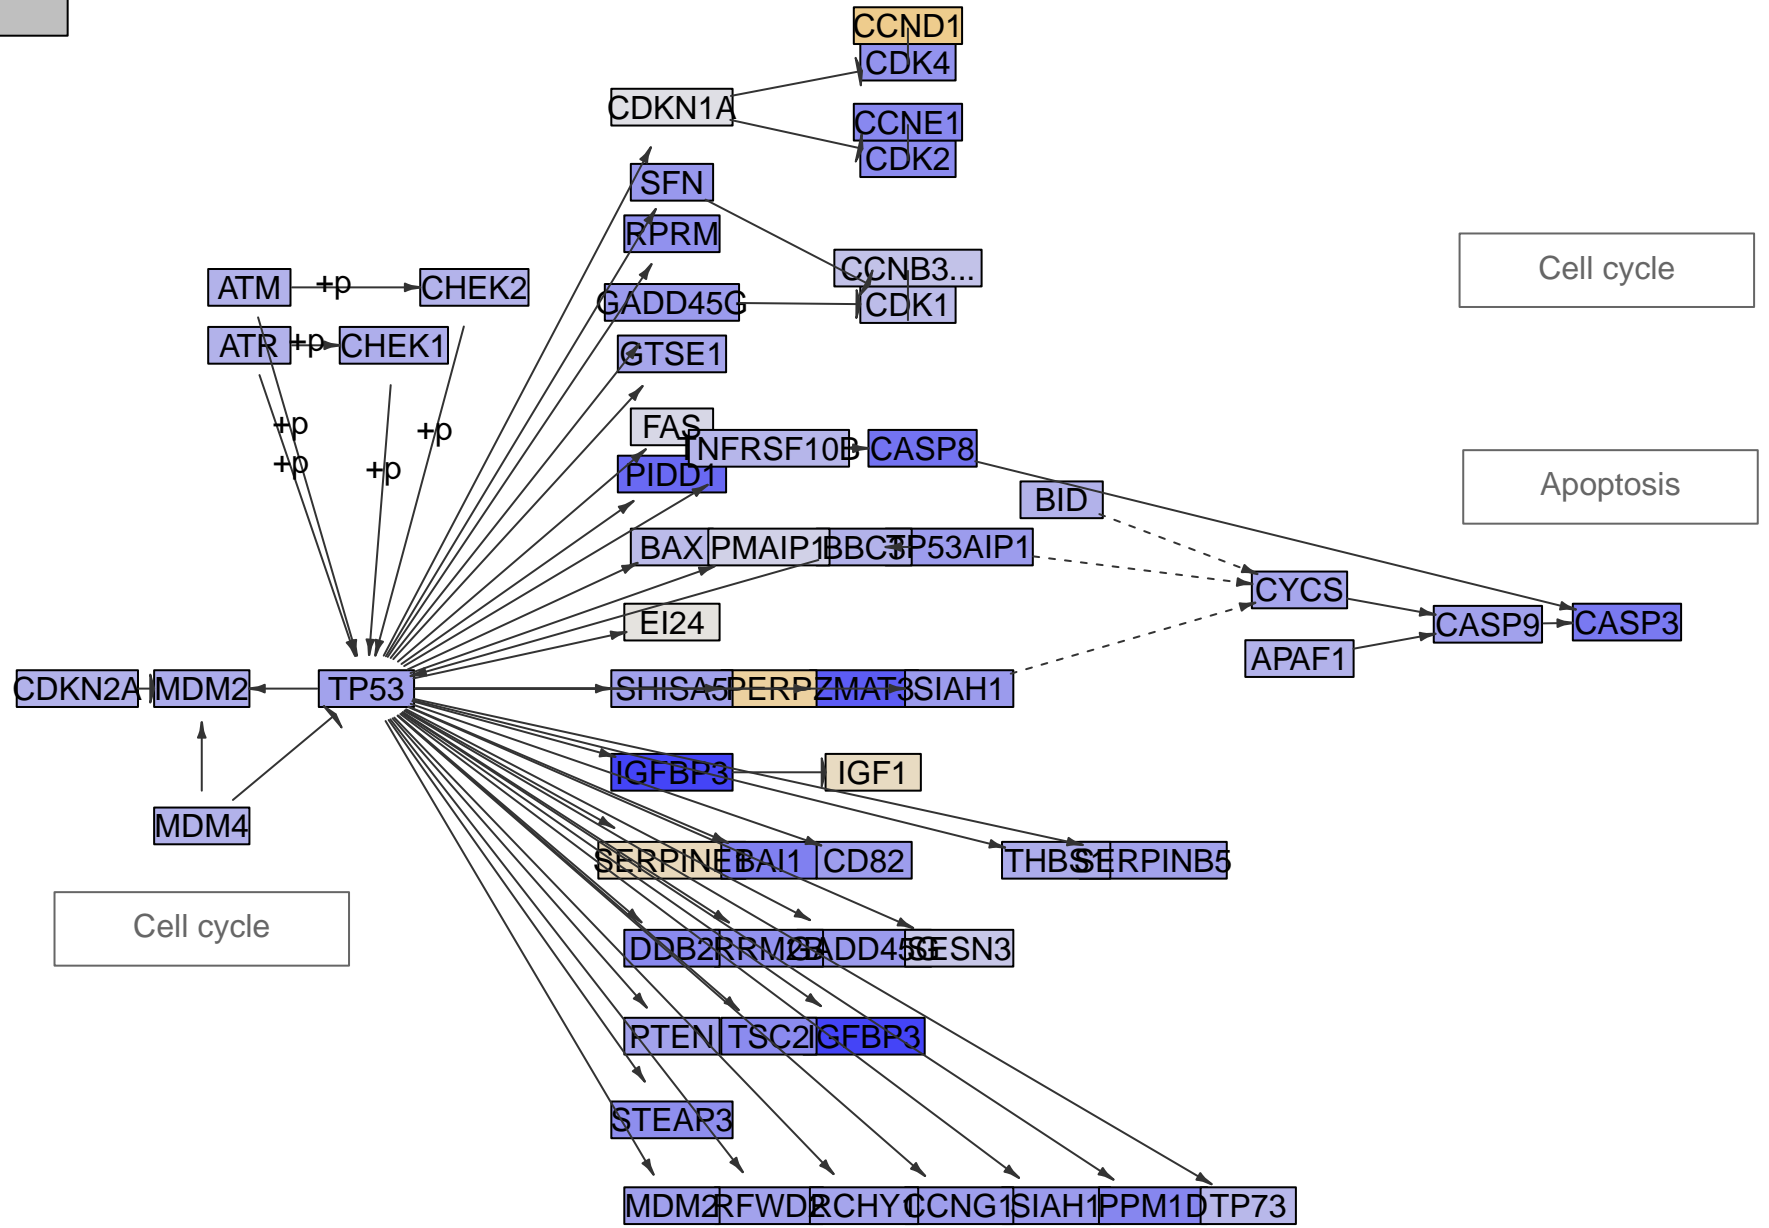 CCND1
CDK4
CDKN1A
CCNE1
CDK2
SFN
RPRM
CCNB3...
Cell cycle
ATM
+p
CHEK2
GADD45G
CDK1
ATR
+p
CHEK1
GTSE1
+p
FAS
+p
TNFRSF10B
CASP8
+p
+p
PIDD1
Apoptosis
BID
BAX
PMAIP1
BBC3
TP53AIP1
CYCS
EI24
CASP9
CASP3
APAF1
CDKN2A
MDM2
TP53
SHISA5
PERP
ZMAT3
SIAH1
IGFBP3
IGF1
MDM4
SERPINE1
BAI1
CD82
THBS1
SERPINB5
Cell cycle
DDB2
RRM2B
GADD45G
SESN3
PTEN
TSC2
IGFBP3
STEAP3
MDM2
RFWD2
RCHY1
CCNG1
SIAH1
PPM1D
TP73